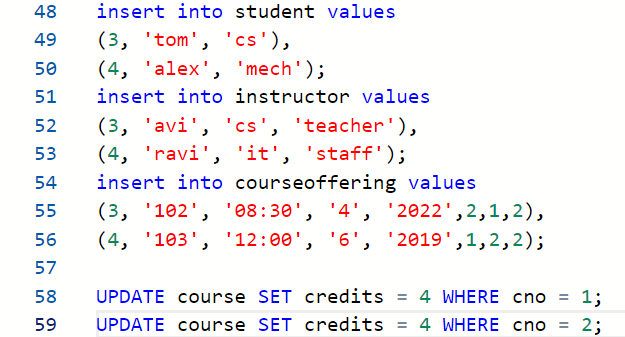 48 insert into student values
49 (3, 'tom', 'cs'),
50 (4, 'alex', 'mech');
51 insert into instructor values
52 (3, 'avi', 'cs', 'teacher'),
53 (4, 'ravi', 'it', 'staff');
54 insert into courseoffering values
55 (3, '102', '08:30', '4', '2022',2,1,2),
56 (4, '103', '12:00', '6', '2019',1,2,2);
57
58 UPDATE course SET credits = 4 WHERE cno = 1;
59 UPDATE course SET credits = 4 WHERE cno = 2;